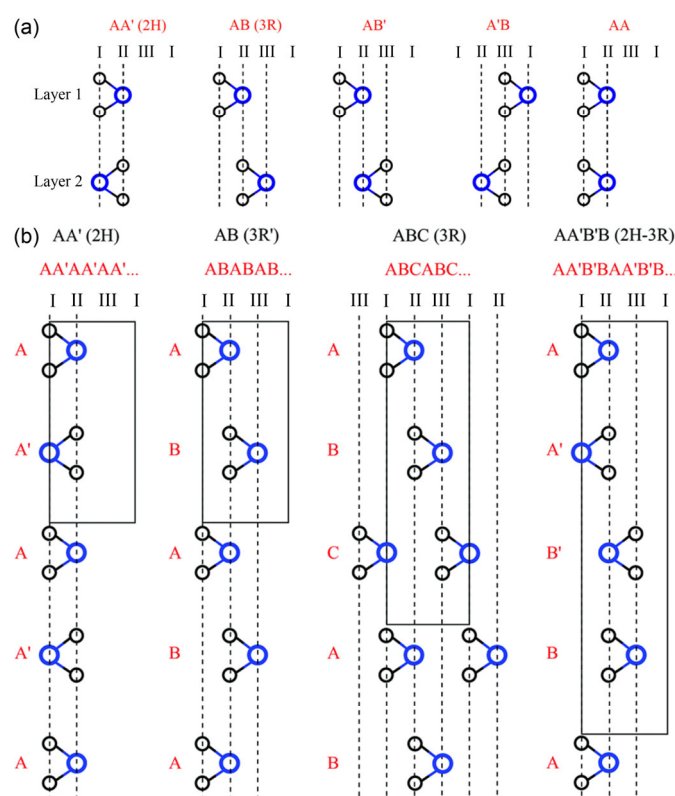 (a)
AA' (2H) AB (3R) AB' A'B AA
I II III I I II III I I II III I I II III I I II III I
Layer 1
Layer 2
(b)
AA' (2H) AB (3R') ABC (3R) AA'B'B (2H-3R)
AA'AA'AA'... ABABAB... ABCABC... AA'B'BAA'B'B...
I II III I I II III I III I II III I II I II III I
A A A A
A' B B A'
A A C B'
A' B A B
A A B A